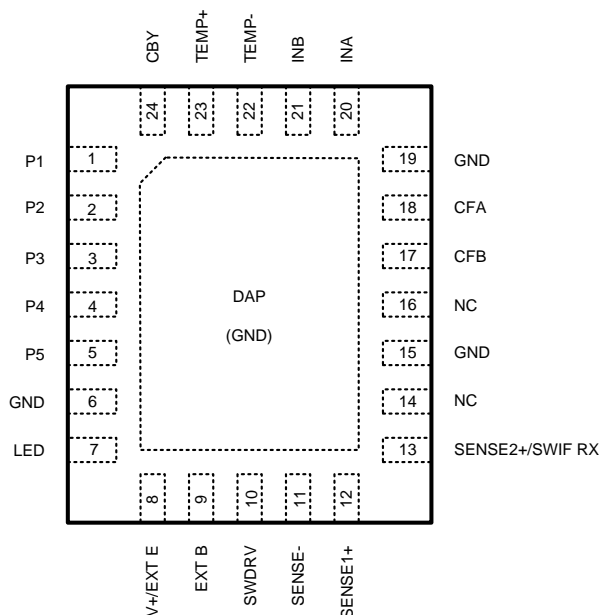 CBY
TEMP+
TEMP-
INB
INA
24
23
22
21
20
P1
1
19
GND
P2
2
18
CFA
P3
3
17
CFB
DAP
(GND)
P4
4
16
NC
P5
5
15
GND
GND
6
14
NC
LED
7
13
SENSE2+/SWIF RX
8
9
10
11
12
V+/EXT E
EXT B
SWDRV
SENSE-
SENSE1+